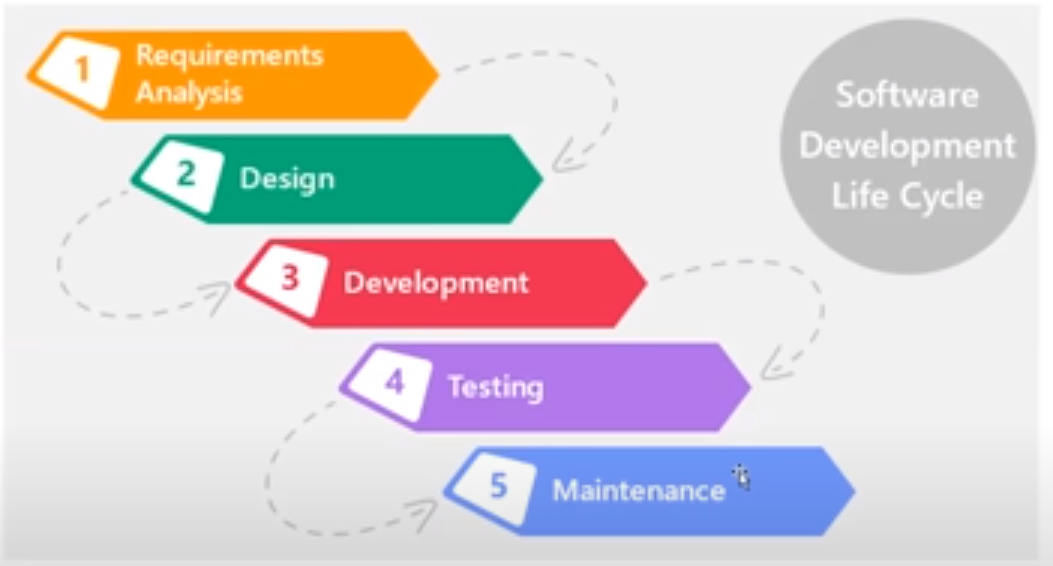 1
Requirements
Analysis
2
Design
3
Development
4
Testing
5
Maintenance
Software
Development
Life Cycle